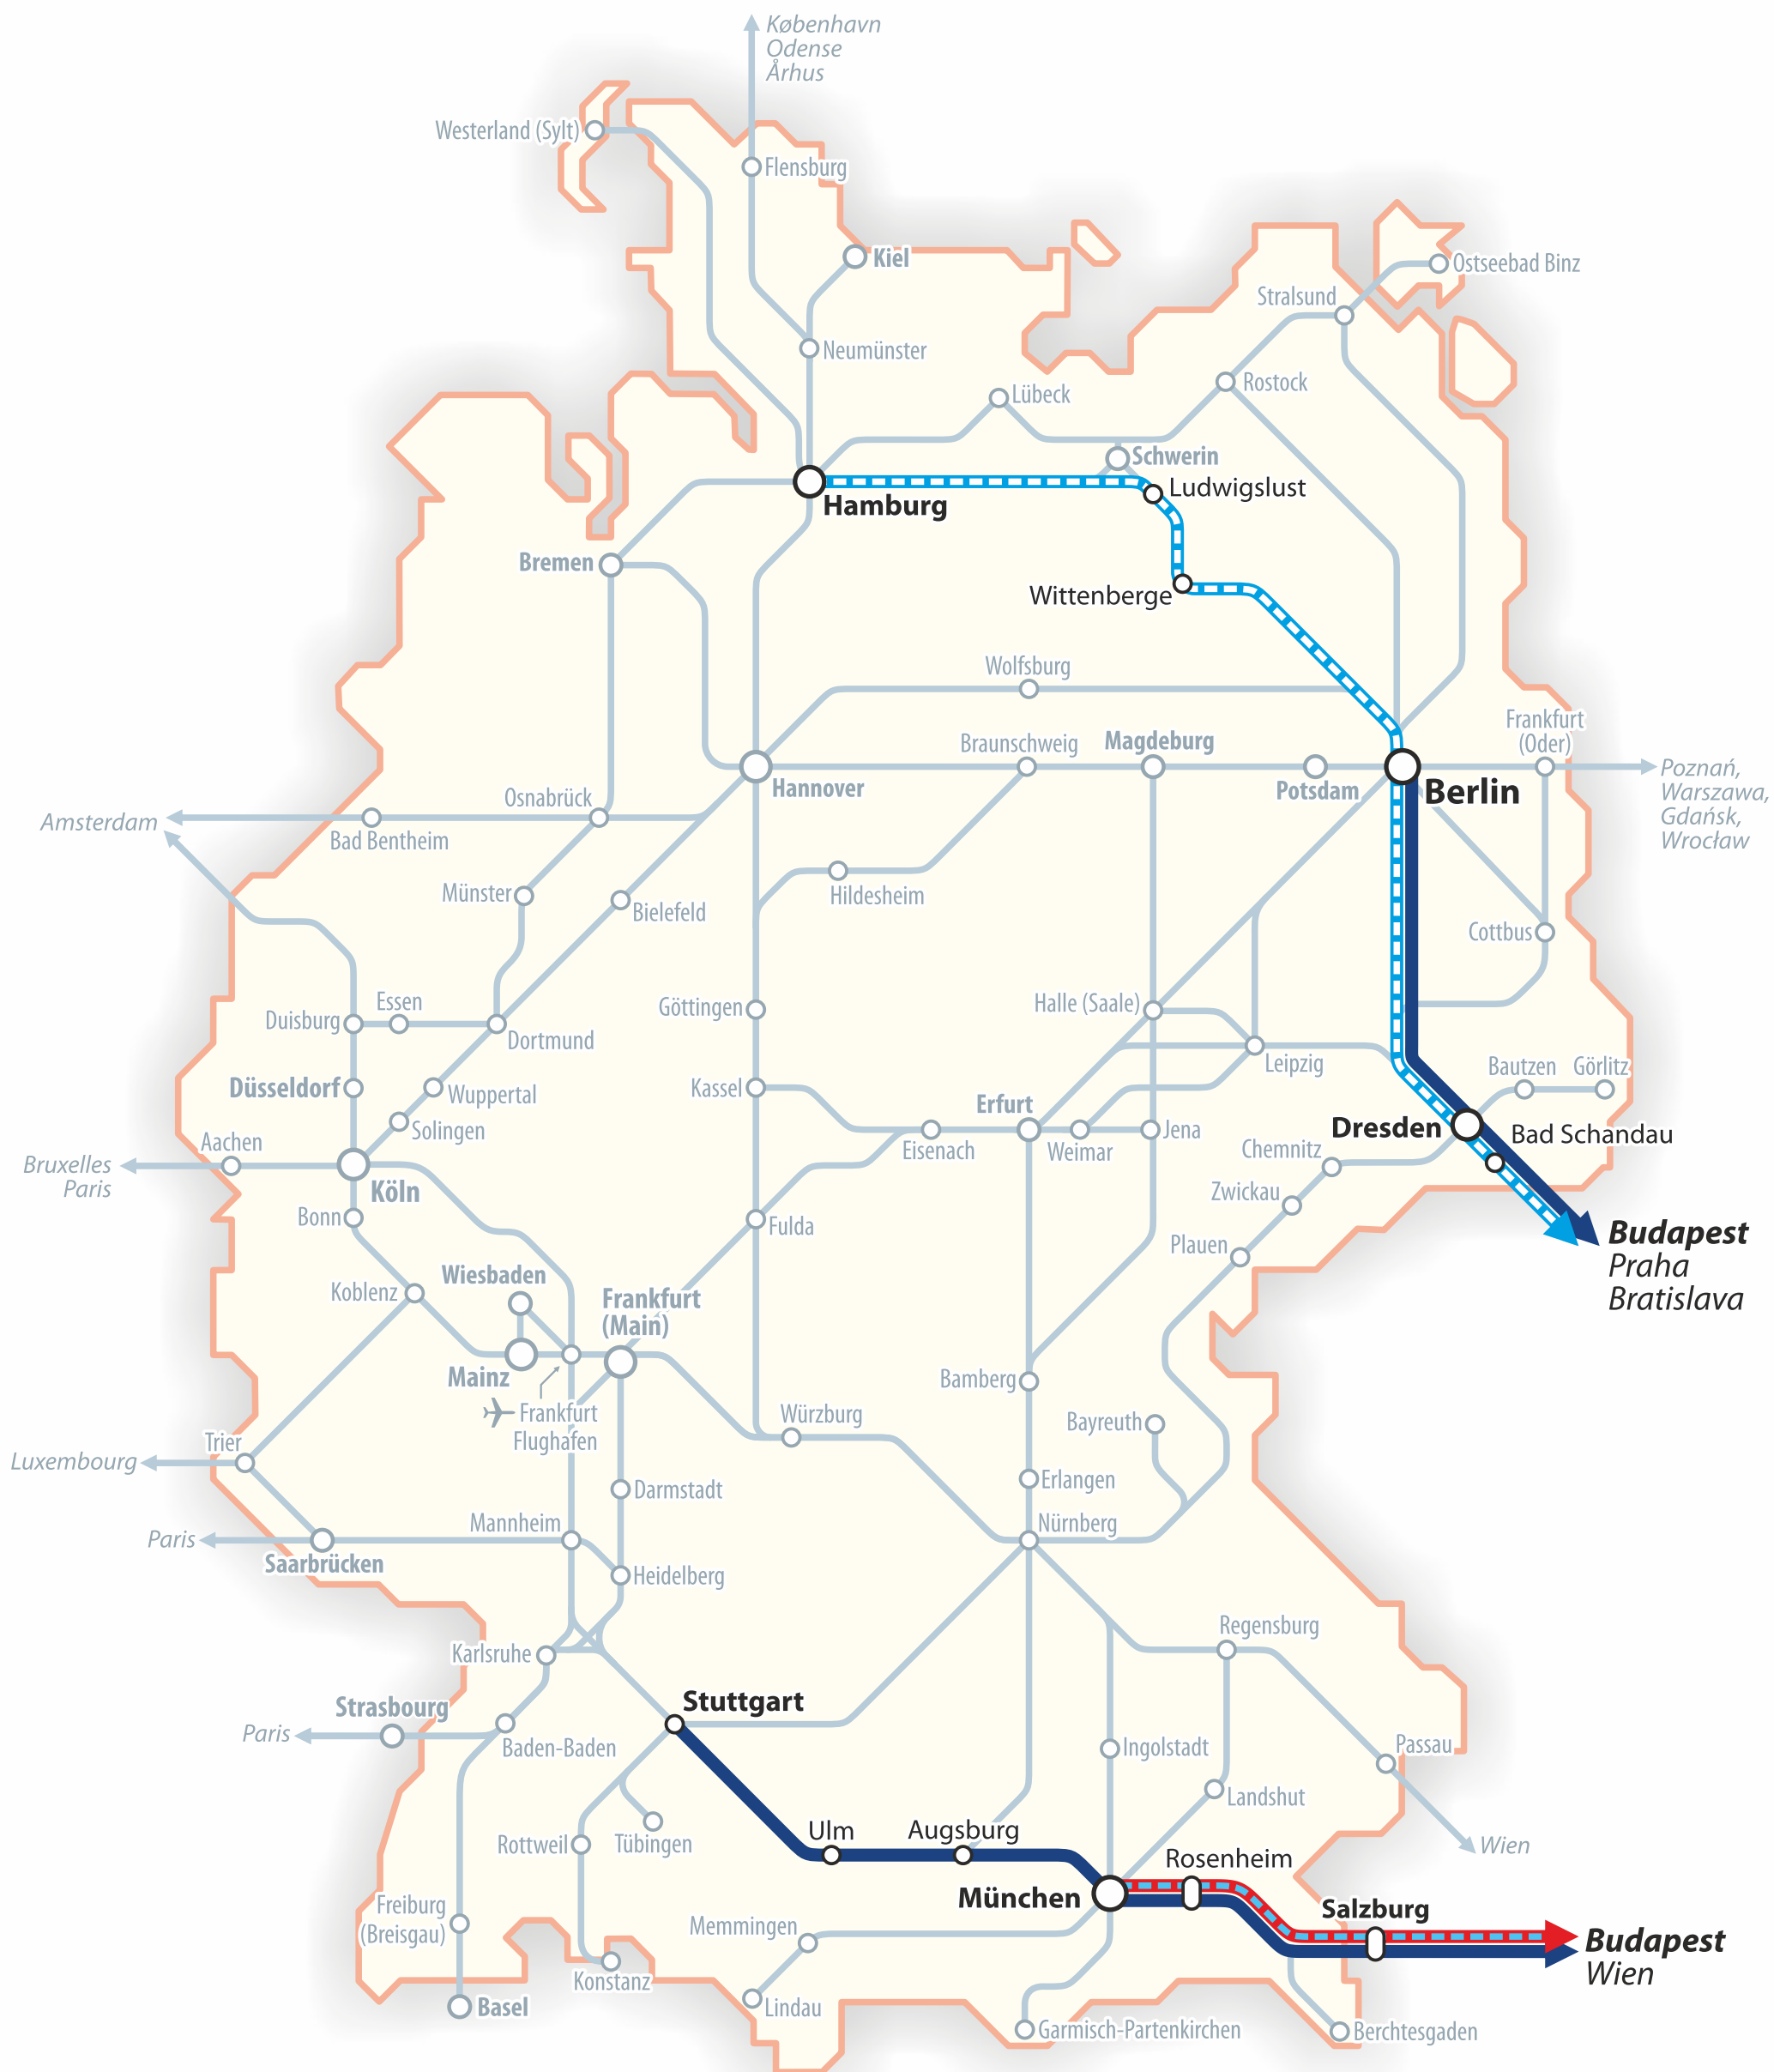 København
Odense
Århus
Westerland (Sylt)
Flensburg
Kiel
Ostseebad Binz
Stralsund
Neumünster
Rostock
Lübeck
Schwerin
Ludwigslust
Hamburg
Bremen
Wittenberge
Wolfsburg
Frankfurt
(Oder)
Braunschweig
Magdeburg
Hannover
Potsdam
Berlin
Poznań,
Warszawa,
Gdańsk,
Wrocław
Osnabrück
Amsterdam
Bad Bentheim
Münster
Bielefeld
Hildesheim
Cottbus
Essen
Göttingen
Halle (Saale)
Duisburg
Dortmund
Leipzig
Bautzen
Görlitz
Düsseldorf
Wuppertal
Kassel
Erfurt
Solingen
Aachen
Eisenach
Weimar
Jena
Dresden
Bad Schandau
Chemnitz
Bruxelles
Paris
Köln
Zwickau
Bonn
Fulda
Plauen
Budapest
Praha
Bratislava
Wiesbaden
Koblenz
Frankfurt
(Main)
Mainz
Bamberg
Frankfurt
Flughafen
Würzburg
Bayreuth
Trier
Luxembourg
Darmstadt
Erlangen
Mannheim
Nürnberg
Paris
Saarbrücken
Heidelberg
Regensburg
Karlsruhe
Stuttgart
Strasbourg
Paris
Baden-Baden
Ingolstadt
Passau
Landshut
Ulm
Augsburg
Rottweil
Tübingen
Wien
Rosenheim
München
Freiburg
(Breisgau)
Memmingen
Salzburg
Budapest
Wien
Konstanz
Basel
Lindau
Garmisch-Partenkirchen
Berchtesgaden